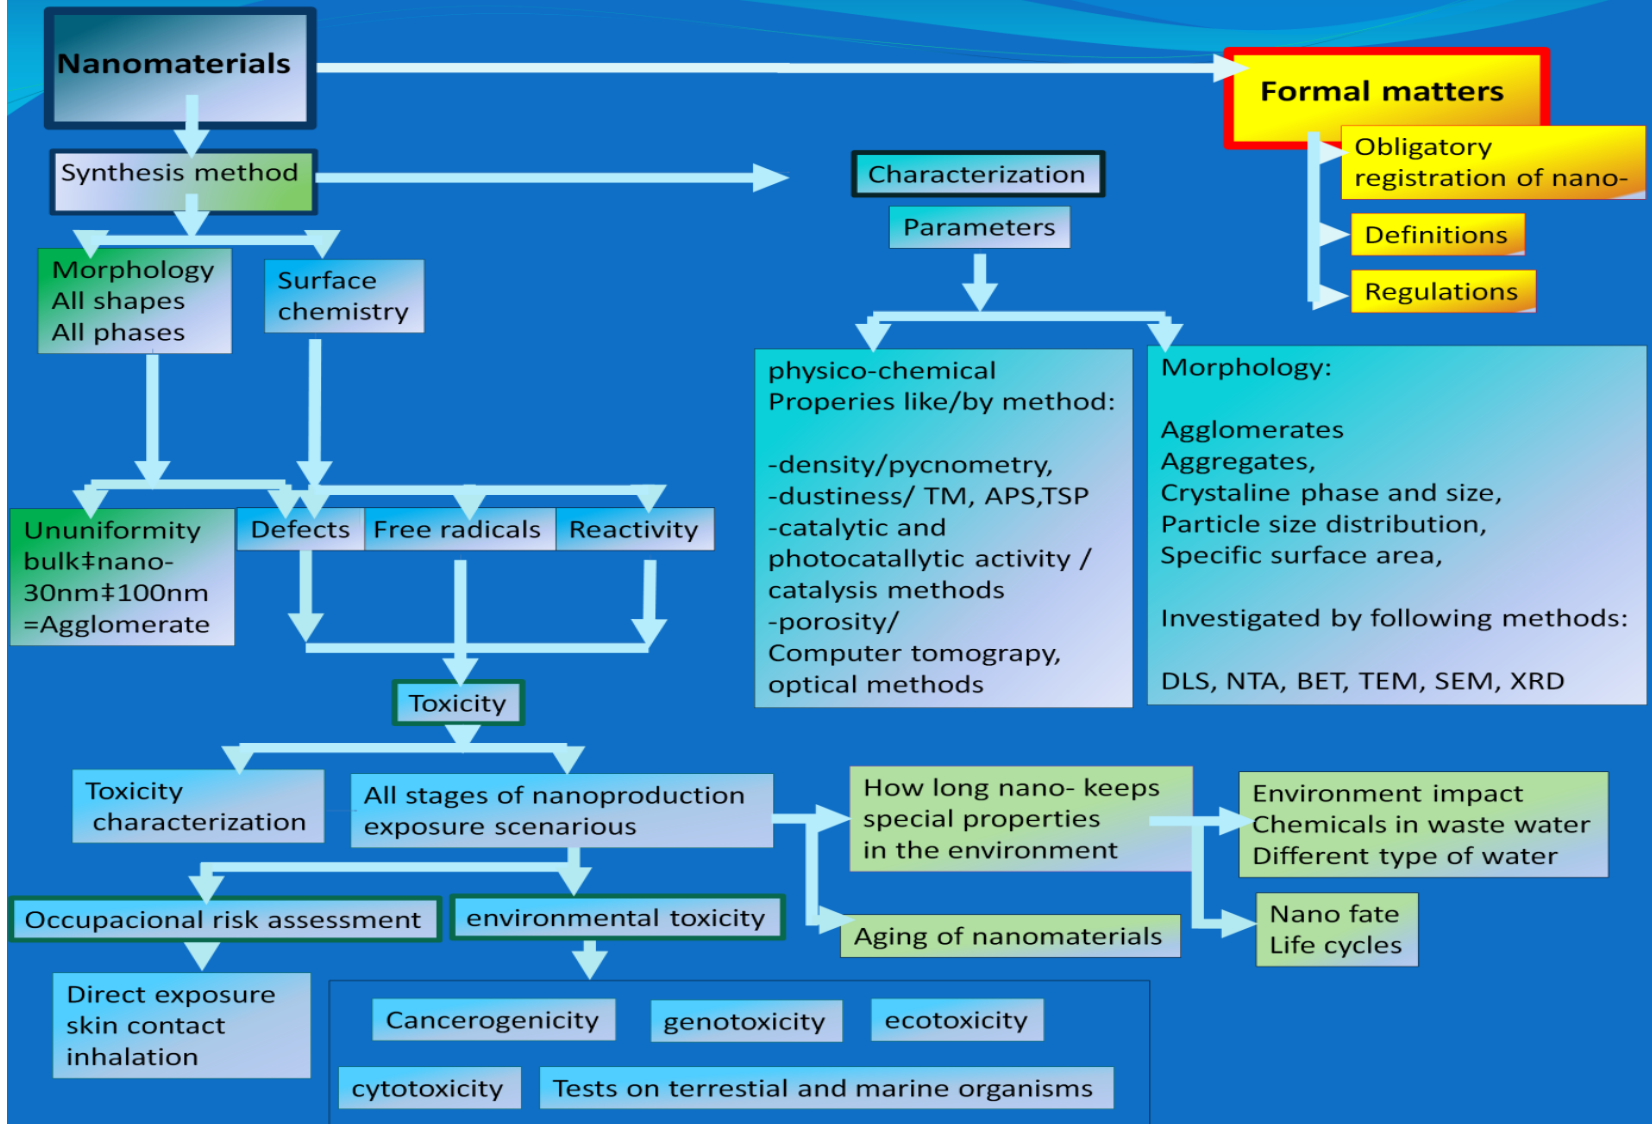 Nanomaterials
Formal matters
Obligatory
registration of nano-
Definitions
Regulations
Synthesis method
Characterization
Parameters
Morphology
All shapes
All phases
Surface
chemistry
physico-chemical
Properies like/by method:
-density/pycnometry,
-dustiness/ TM, APS,TSP
-catalytic and
photocatallytic activity /
catalysis methods
-porosity/
Computer tomograpy,
optical methods
Morphology:
Agglomerates
Aggregates,
Crystaline phase and size,
Particle size distribution,
Specific surface area,
Investigated by following methods:
DLS, NTA, BET, TEM, SEM, XRD
Ununiformity
bulk‡nano-
30nm‡100nm
=Agglomerate
Defects
Free radicals
Reactivity
Toxicity
Toxicity
characterization
All stages of nanoproduction
exposure scenarious
How long nano- keeps
special properties
in the environment
Environment impact
Chemicals in waste water
Different type of water
Occupacional risk assessment
environmental toxicity
Aging of nanomaterials
Nano fate
Life cycles
Direct exposure
skin contact
inhalation
Cancerogenicity
genotoxicity
ecotoxicity
cytotoxicity
Tests on terrestial and marine organisms